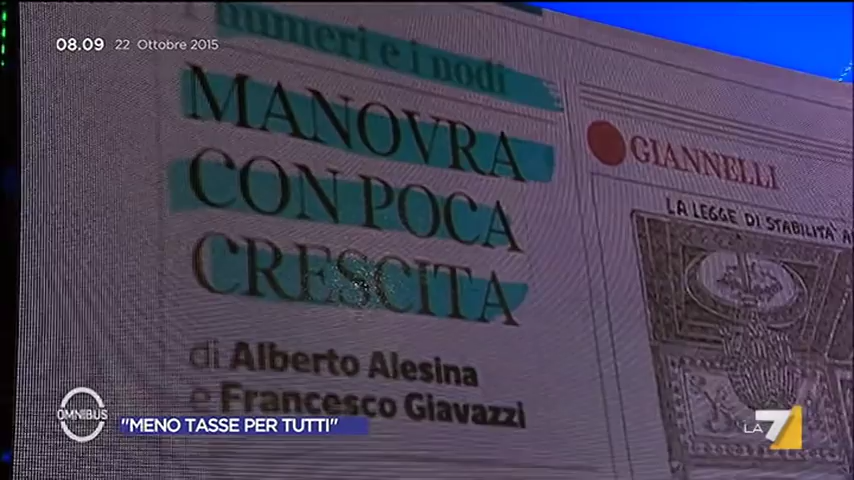 08.09 22 Ottobre 2015
numeri e i nodi
MANOVRA
CON POCA
CRESCITA
di Alberto Alesina
e Francesco Giavazzi
GIANNELLI
LA LEGGE DI STABILITA' A
OMNIBUS
"MENO TASSE PER TUTTI"
LA7